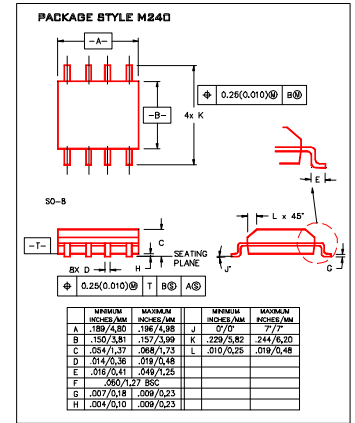 PACKAGE STYLE M240
-A-
-B-
4x K
⌖ 0.25(0.010)Ⓜ BⓂ
E
SO-8
L x 45°
-T-
C
SEATING
PLANE
8X D
H
J°
G
⌖ 0.25(0.010)Ⓜ T BⓈ AⓈ
MINIMUM INCHES/MM MAXIMUM INCHES/MM MINIMUM INCHES/MM MAXIMUM INCHES/MM
A .189/4,80 .196/4,98 J 0°/0° 7°/7°
B .150/3,81 .157/3,99 K .229/5,82 .244/6,20
C .054/1,37 .068/1,73 L .010/0,25 .019/0,48
D .014/0,36 .019/0,48
E .016/0,41 .049/1,25
F .050/1,27 BSC
G .007/0,18 .009/0,23
H .004/0,10 .009/0,23